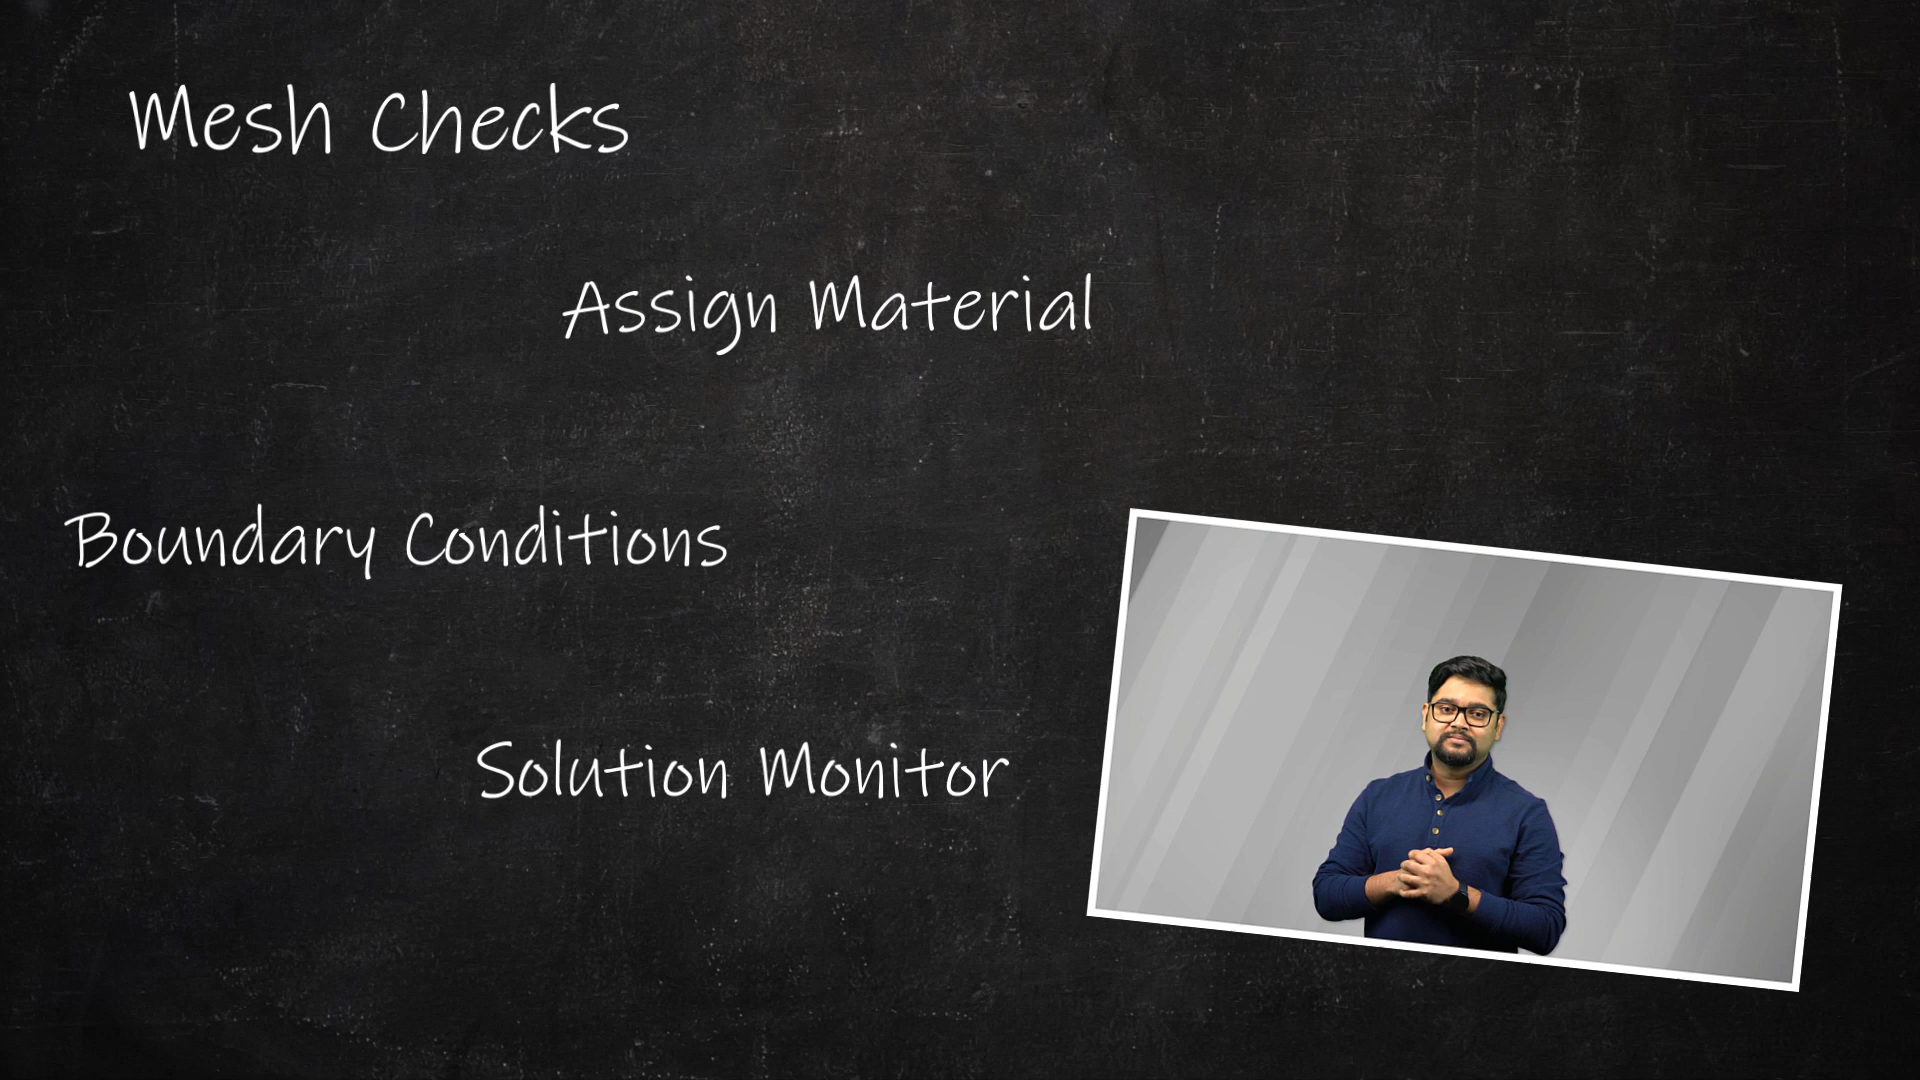 Mesh Checks
Assign Material
Boundary Conditions
Solution Monitor